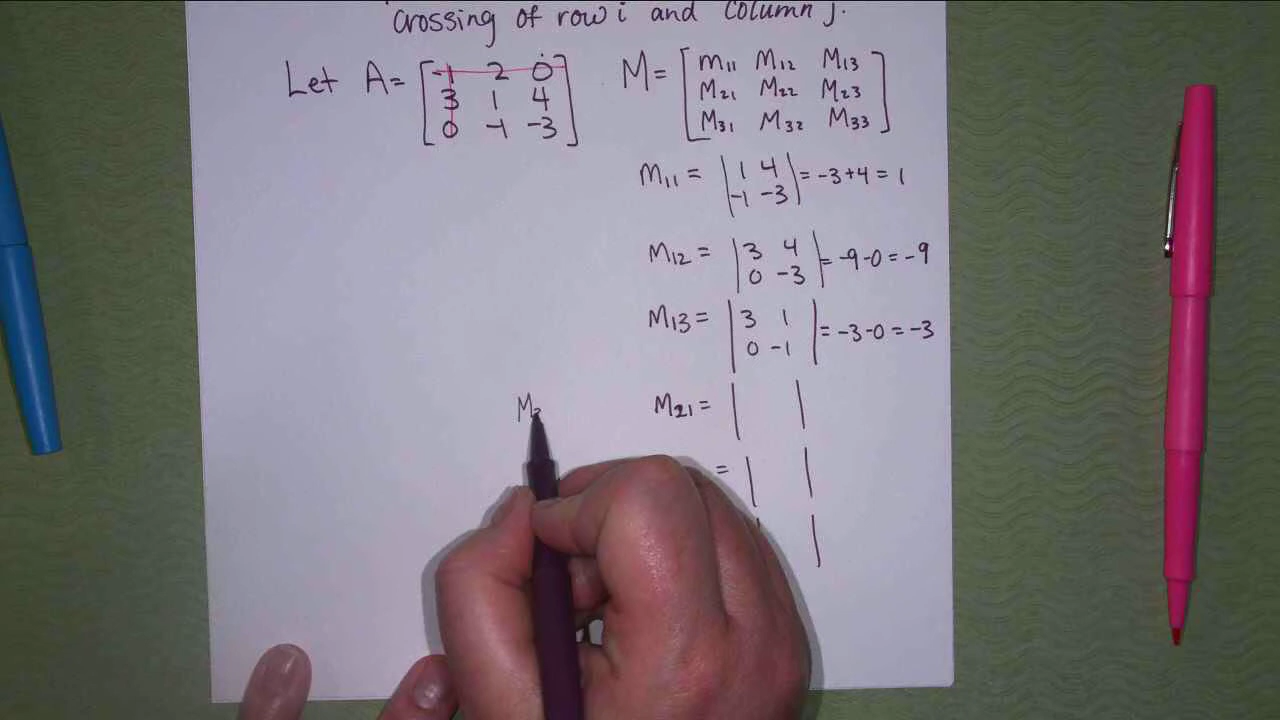 crossing of row i and column j.
Let A = [ -1 2 0 M = [ m11 M12 M13
3 1 4 M21 M22 M23
0 -1 -3 ] M31 M32 M33 ]
M11 = | 1 4 | = -3+4 = 1
-1 -3
M12 = | 3 4 | = -9-0 = -9
0 -3
M13 = | 3 1 | = -3-0 = -3
0 -1
M21 = | |
M
= | |
|